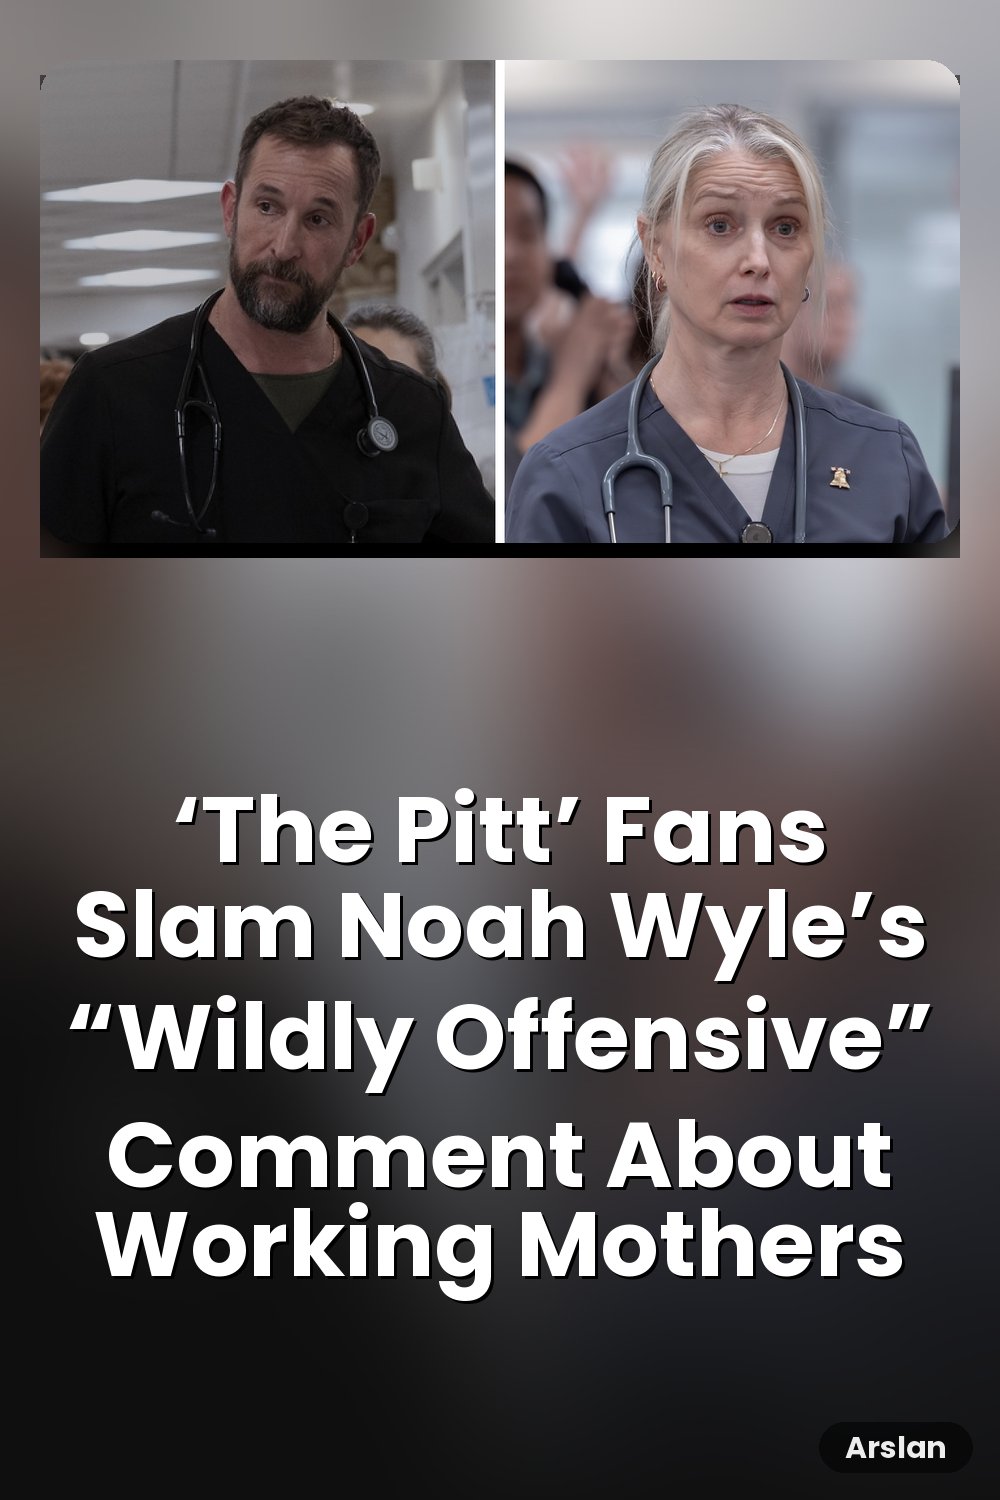 ‘The Pitt’ Fans
Slam Noah Wyle’s
“Wildly Offensive”
Comment About
Working Mothers
Arslan